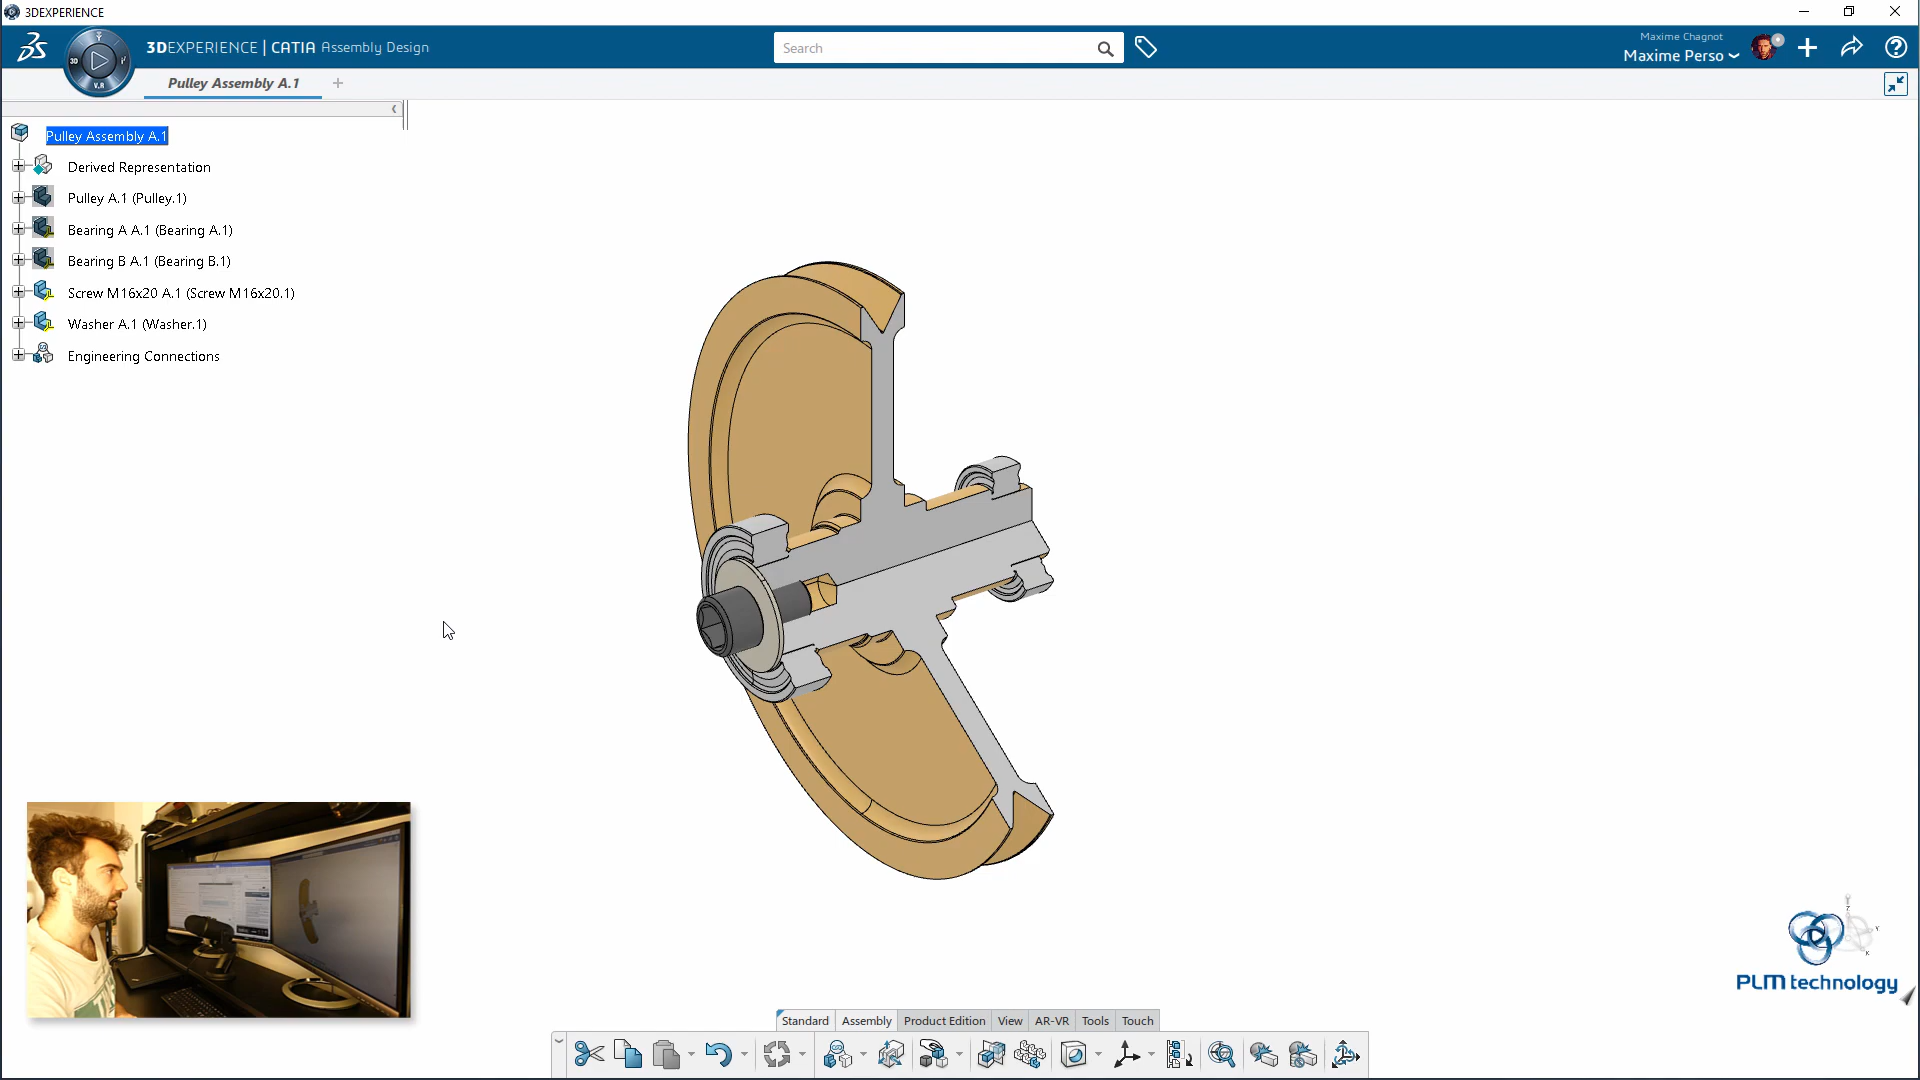 3DEXPERIENCE
3DEXPERIENCE | CATIA Assembly Design
Search
Maxime Chagnot
Maxime Perso
3D
V.R
Pulley Assembly A.1
Pulley Assembly A.1
Derived Representation
Pulley A.1 (Pulley.1)
Bearing A A.1 (Bearing A.1)
Bearing B A.1 (Bearing B.1)
Screw M16x20 A.1 (Screw M16x20.1)
Washer A.1 (Washer.1)
Engineering Connections
PLM technology
Standard Assembly Product Edition View AR-VR Tools Touch